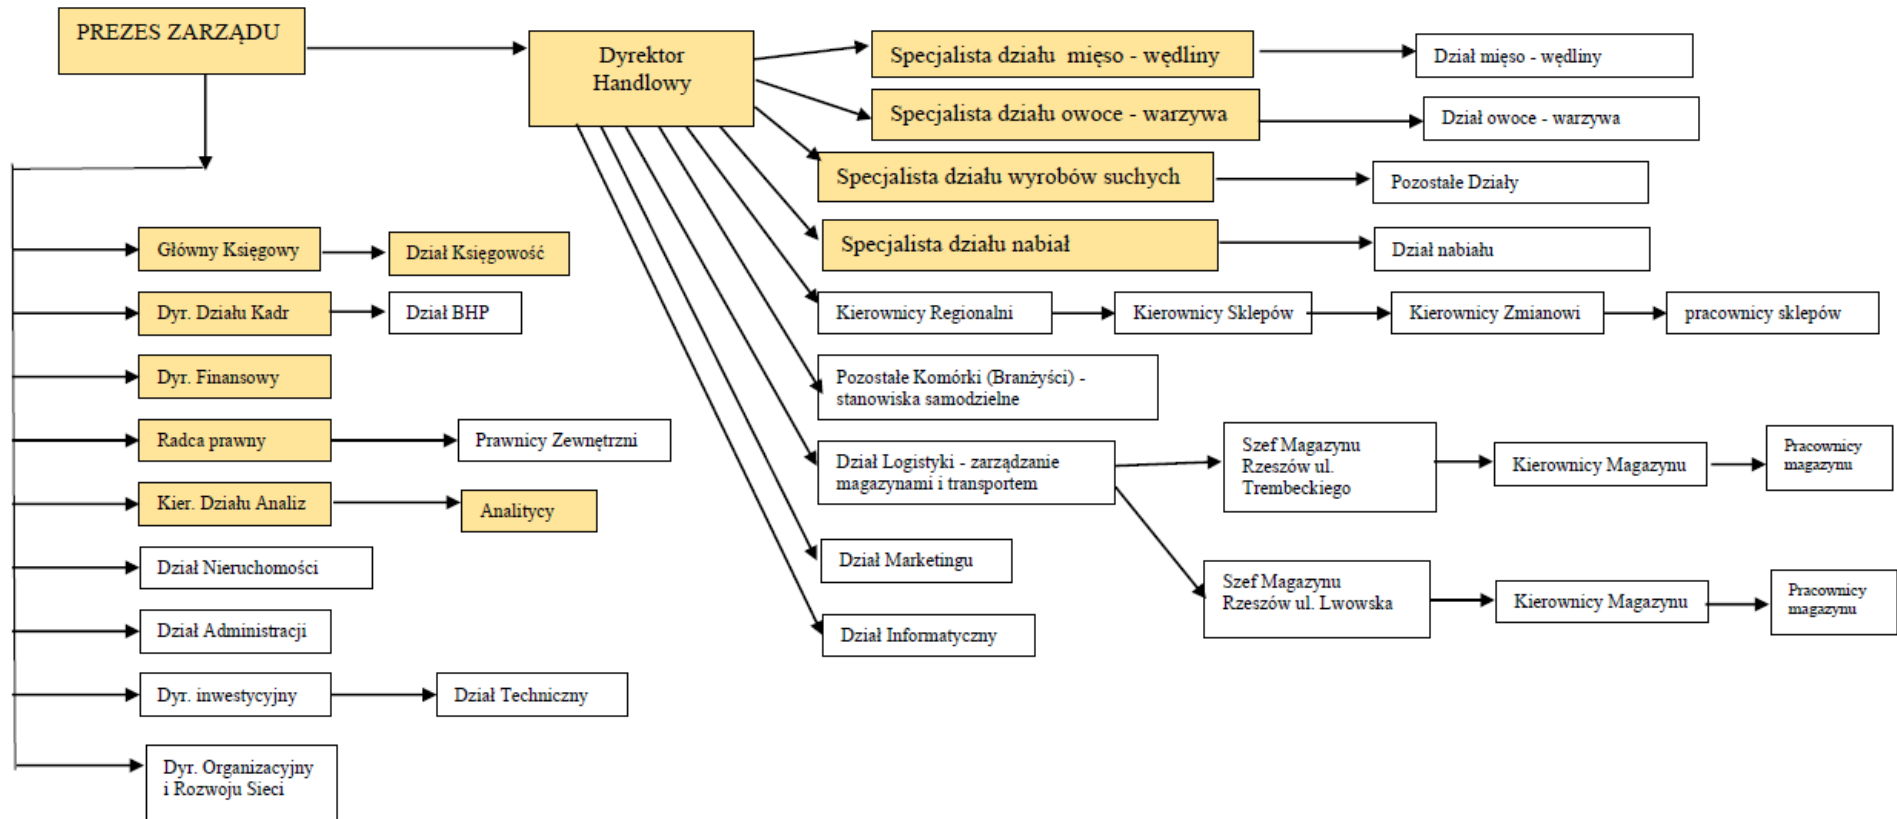 PREZES ZARZĄDU
Dyrektor
Handlowy
Specjalista działu  mięso - wędliny
Dział mięso - wędliny
Specjalista działu owoce - warzywa
Dział owoce - warzywa
Specjalista działu wyrobów suchych
Pozostałe Działy
Specjalista działu nabiał
Dział nabiału
Główny Księgowy
Dział Księgowość
Dyr. Działu Kadr
Dział BHP
Kierownicy Regionalni
Kierownicy Sklepów
Kierownicy Zmianowi
pracownicy sklepów
Dyr. Finansowy
Pozostałe Komórki (Branżyści) -
stanowiska samodzielne
Radca prawny
Prawnicy Zewnętrzni
Dział Logistyki - zarządzanie
magazynami i transportem
Szef Magazynu
Rzeszów ul.
Trembeckiego
Kierownicy Magazynu
Pracownicy
magazynu
Kier. Działu Analiz
Analitycy
Dział Nieruchomości
Dział Marketingu
Szef Magazynu
Rzeszów ul. Lwowska
Kierownicy Magazynu
Pracownicy
magazynu
Dział Administracji
Dział Informatyczny
Dyr. inwestycyjny
Dział Techniczny
Dyr. Organizacyjny
i Rozwoju Sieci